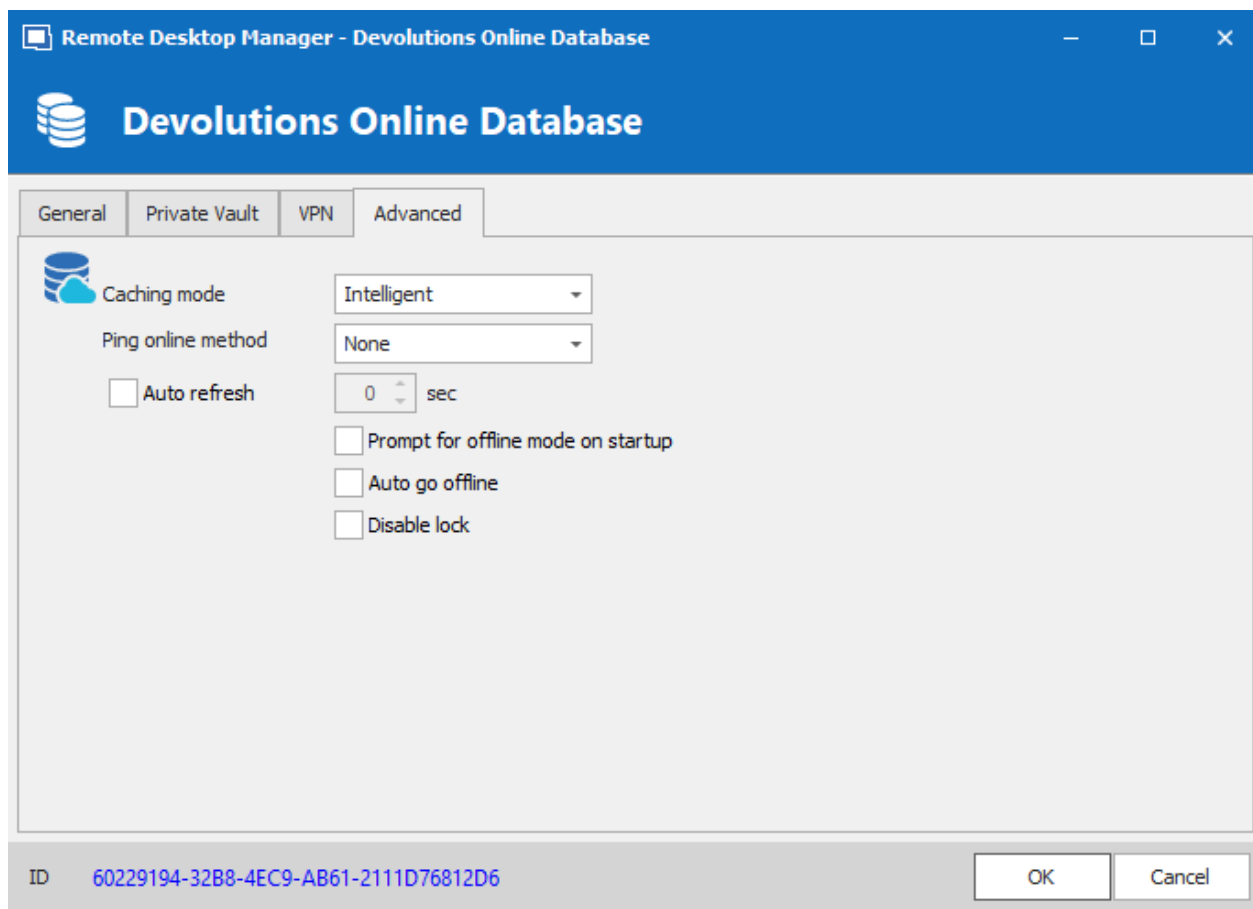 Remote Desktop Manager - Devolutions Online Database
Devolutions Online Database
General Private Vault VPN Advanced
Caching mode Intelligent
Ping online method None
Auto refresh 0 sec
Prompt for offline mode on startup
Auto go offline
Disable lock
ID 60229194-32B8-4EC9-AB61-2111D76812D6 OK Cancel